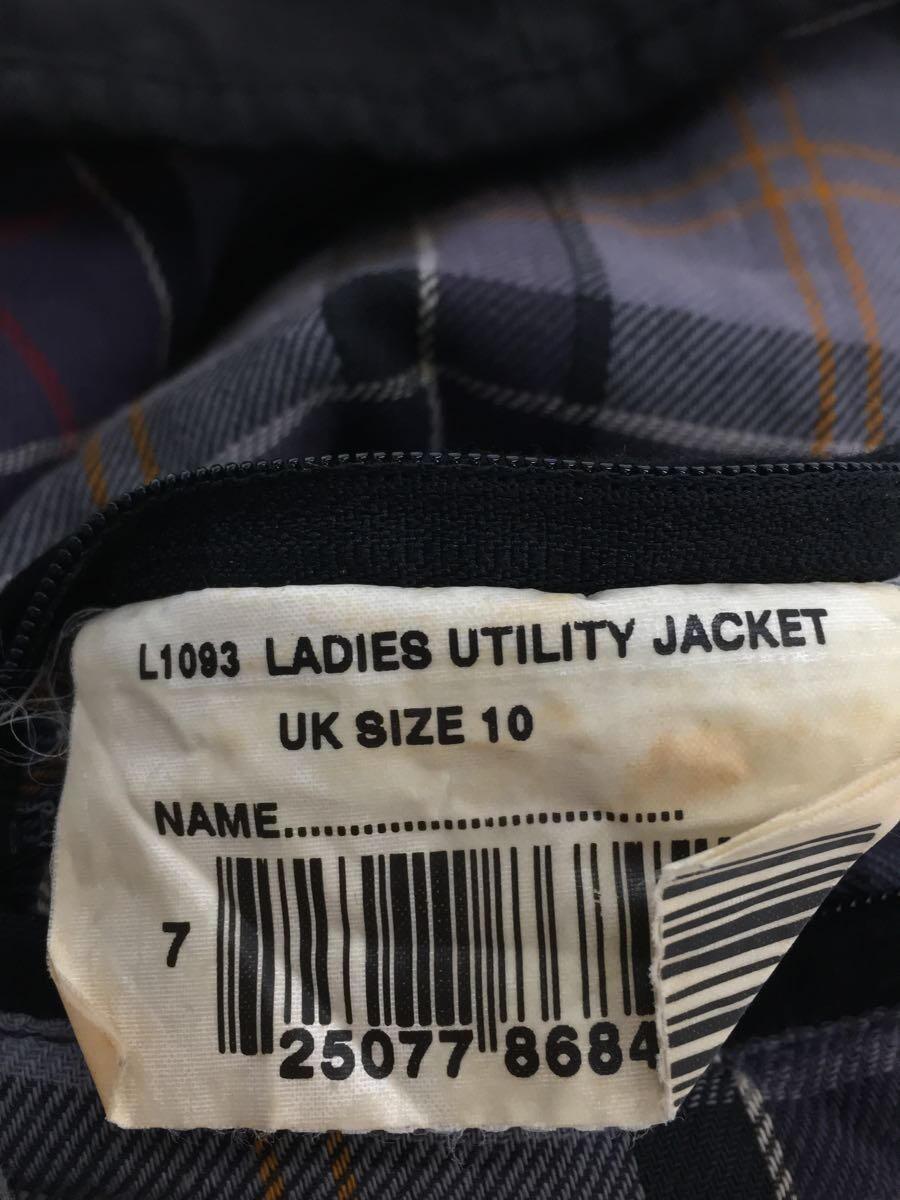 L1093 LADIES UTILITY JACKET
UK SIZE 10
NAME..............................
7
25077 8684